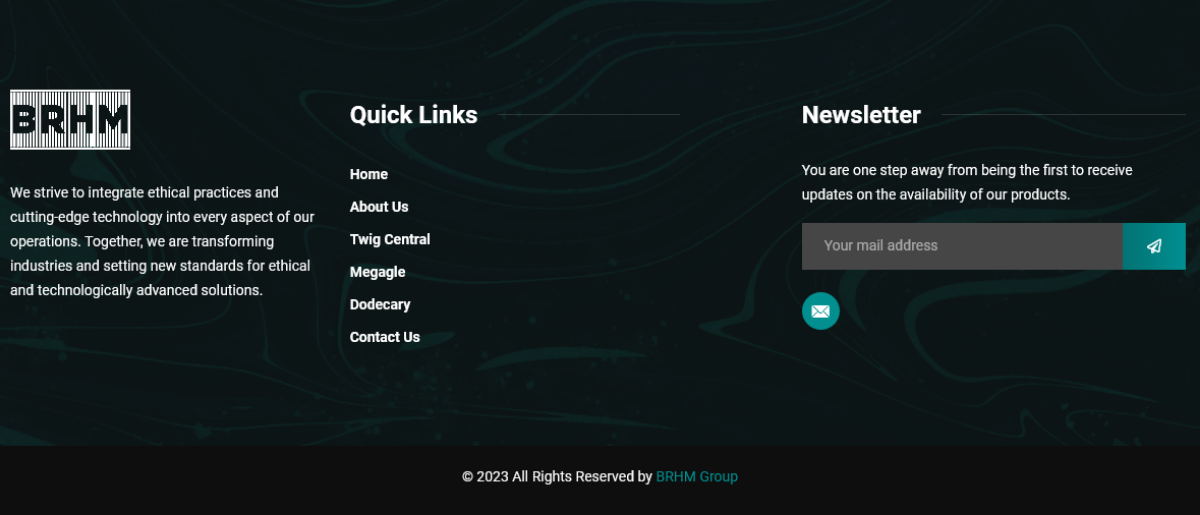 BRHM
We strive to integrate ethical practices and
cutting-edge technology into every aspect of our
operations. Together, we are transforming
industries and setting new standards for ethical
and technologically advanced solutions.
Quick Links
Home
About Us
Twig Central
Megagle
Dodecary
Contact Us
Newsletter
You are one step away from being the first to receive
updates on the availability of our products.
Your mail address
© 2023 All Rights Reserved by BRHM Group